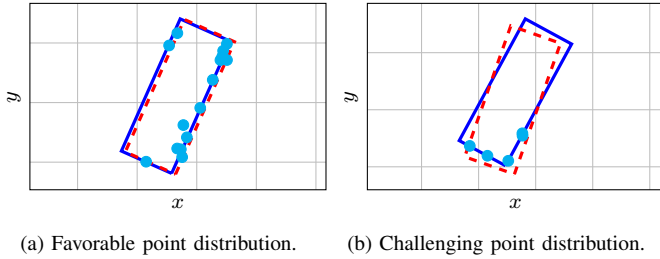 y
x
y
x
(a) Favorable point distribution.
(b) Challenging point distribution.